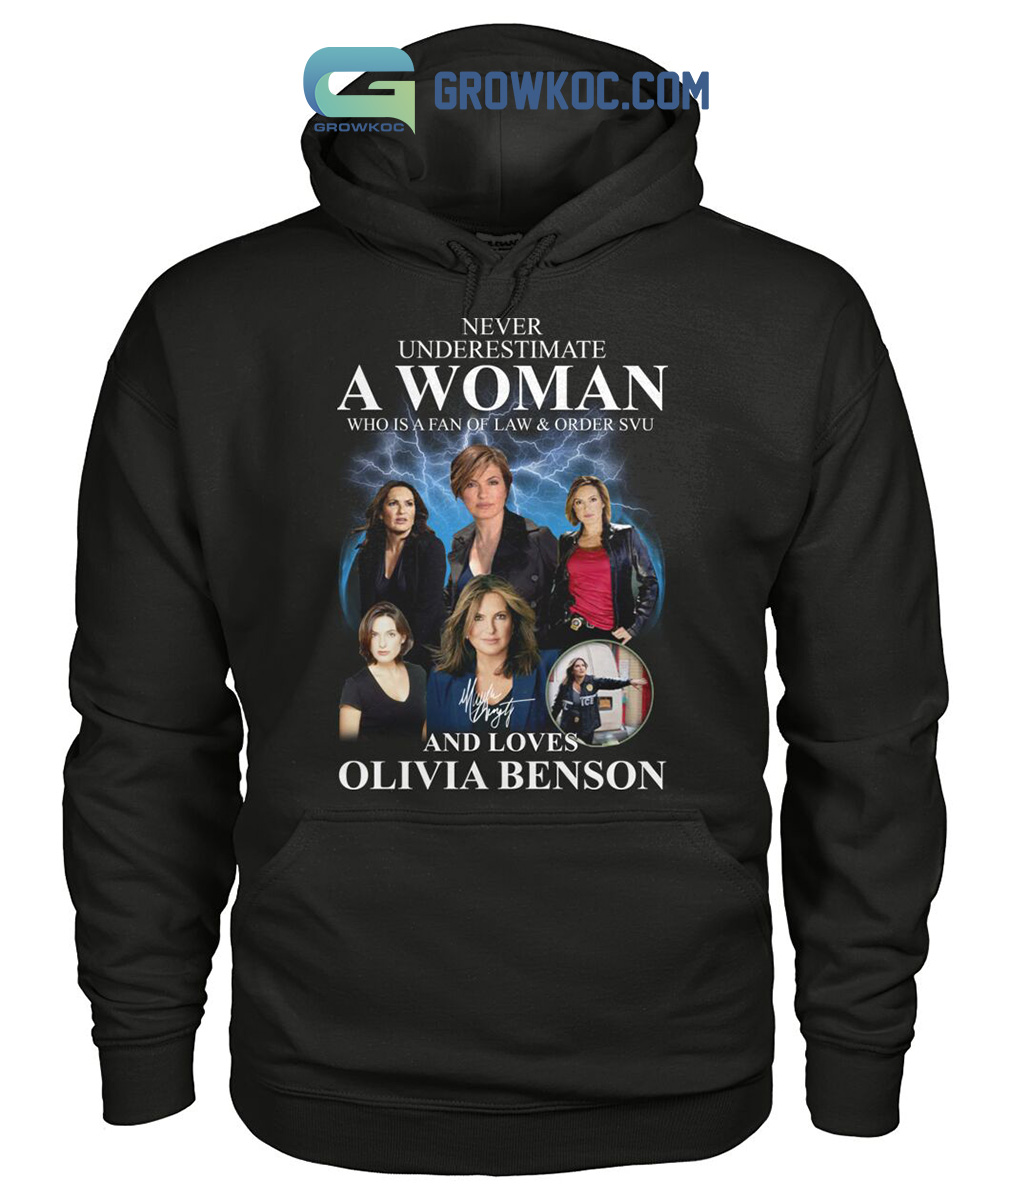 GROWKOC.COM
GROWKOC
NEVER
UNDERESTIMATE
A WOMAN
WHO IS A FAN OF LAW & ORDER SVU
AND LOVES
OLIVIA BENSON